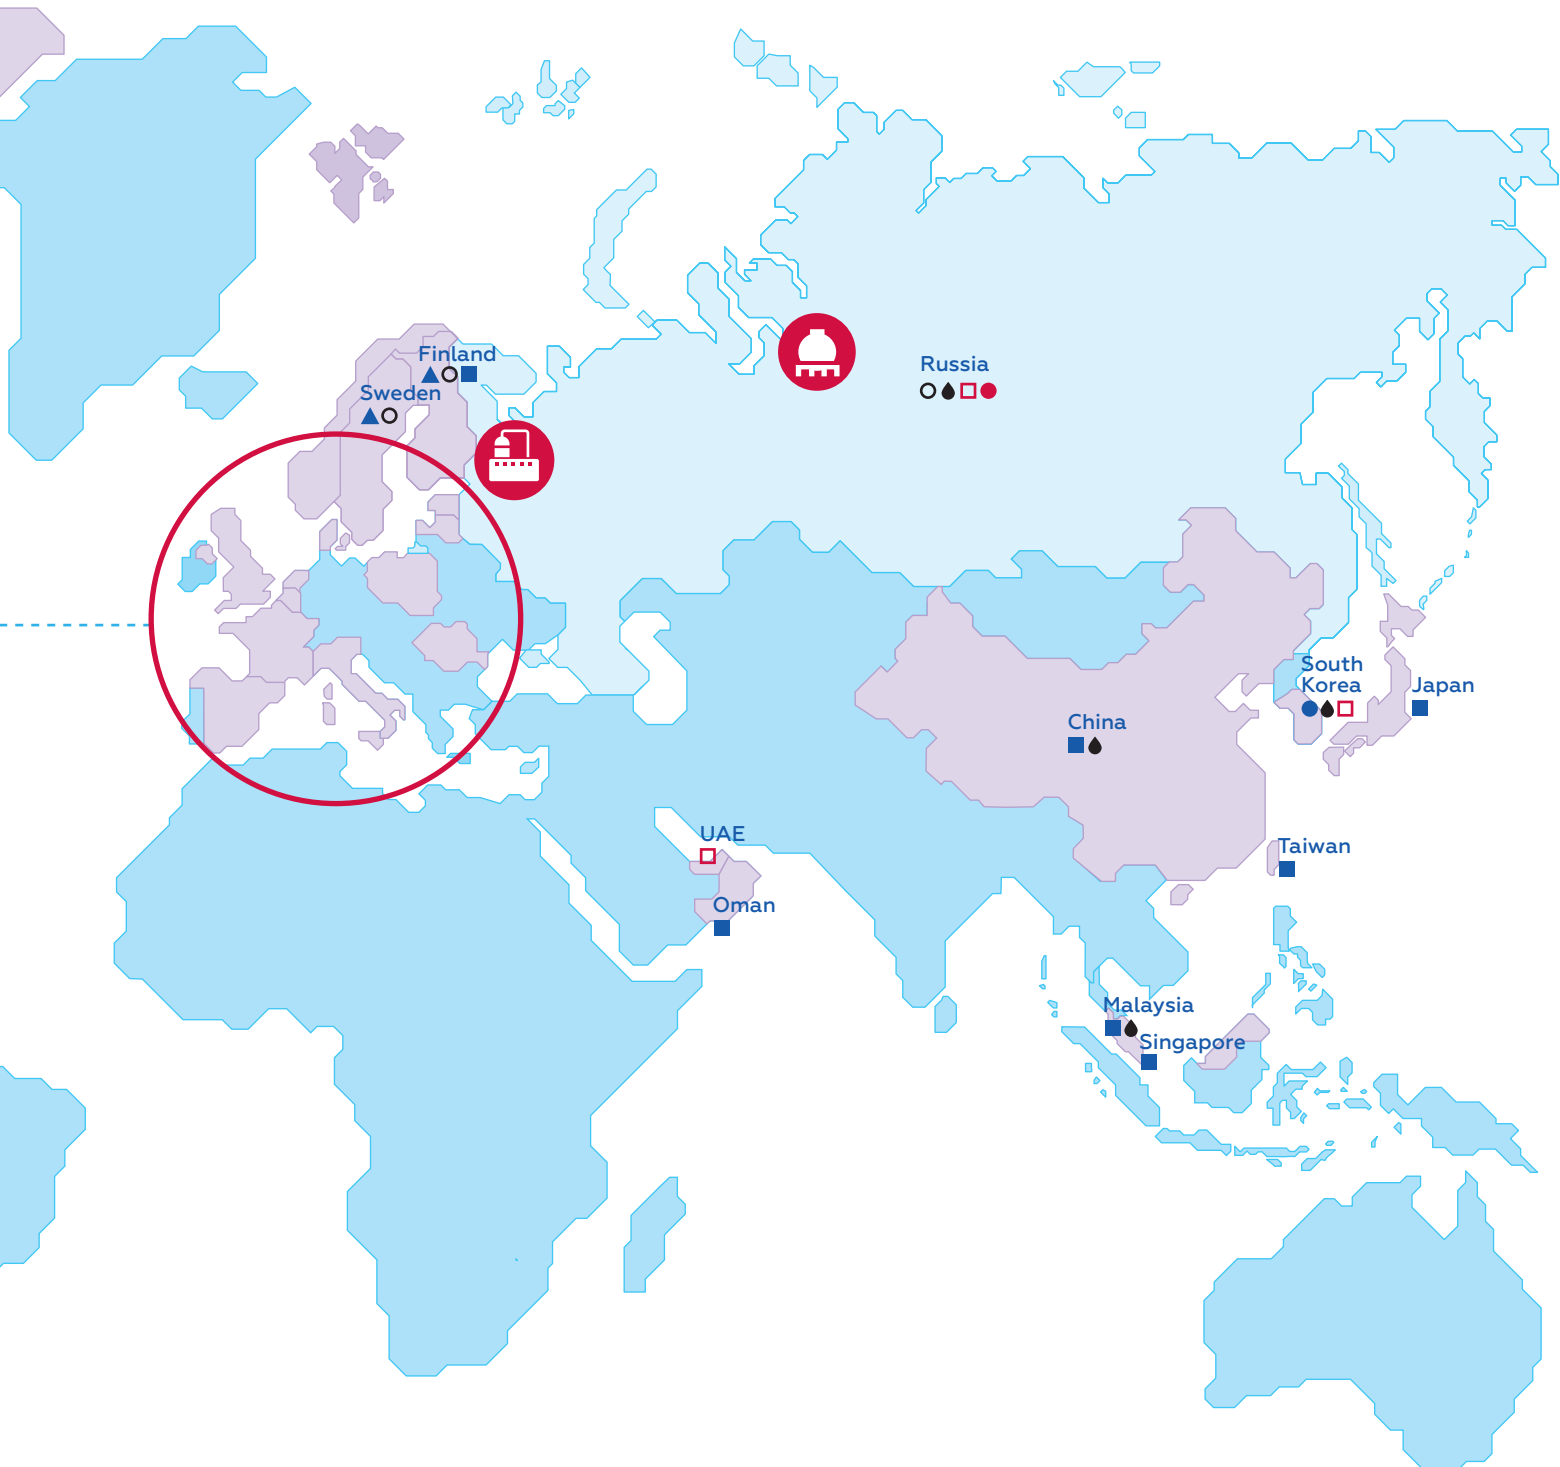 Finland
Russia
Sweden
South
Korea
Japan
China
UAE
Taiwan
Oman
Malaysia
Singapore